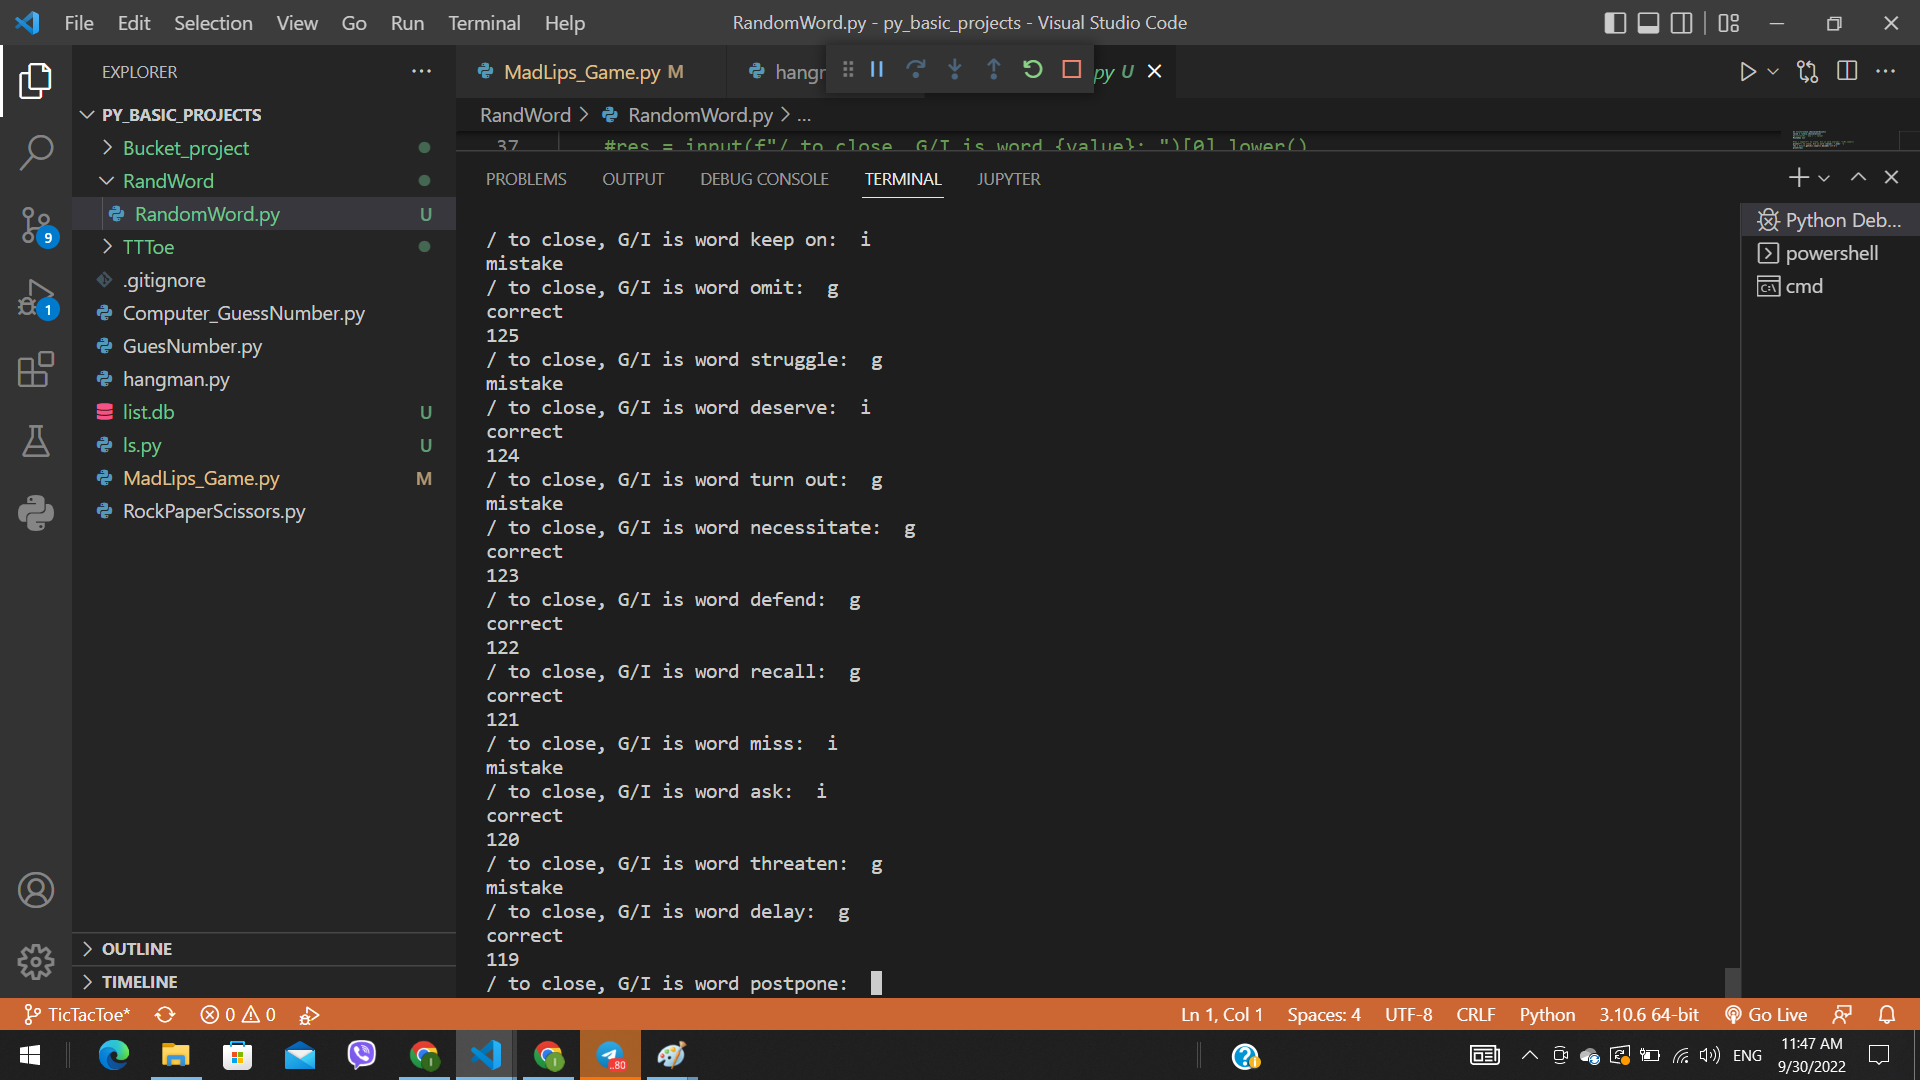 File Edit Selection View Go Run Terminal Help
RandomWord.py - py_basic_projects - Visual Studio Code
EXPLORER
PY_BASIC_PROJECTS
Bucket_project
RandWord
RandomWord.py U
TTToe
.gitignore
Computer_GuessNumber.py
GuesNumber.py
hangman.py
list.db U
ls.py U
MadLips_Game.py M
RockPaperScissors.py
OUTLINE
TIMELINE
9
1
MadLips_Game.py M
hangr
py U
RandWord > RandomWord.py > ...
37 #res = input(f"/ to close, G/I is word {value}: ")[0].lower()
PROBLEMS OUTPUT DEBUG CONSOLE TERMINAL JUPYTER
/ to close, G/I is word keep on: i
mistake
/ to close, G/I is word omit: g
correct
125
/ to close, G/I is word struggle: g
mistake
/ to close, G/I is word deserve: i
correct
124
/ to close, G/I is word turn out: g
mistake
/ to close, G/I is word necessitate: g
correct
123
/ to close, G/I is word defend: g
correct
122
/ to close, G/I is word recall: g
correct
121
/ to close, G/I is word miss: i
mistake
/ to close, G/I is word ask: i
correct
120
/ to close, G/I is word threaten: g
mistake
/ to close, G/I is word delay: g
correct
119
/ to close, G/I is word postpone:
Python Deb...
powershell
cmd
TicTacToe* 0 0
Ln 1, Col 1 Spaces: 4 UTF-8 CRLF Python 3.10.6 64-bit Go Live
..80
ENG
11:47 AM
9/30/2022